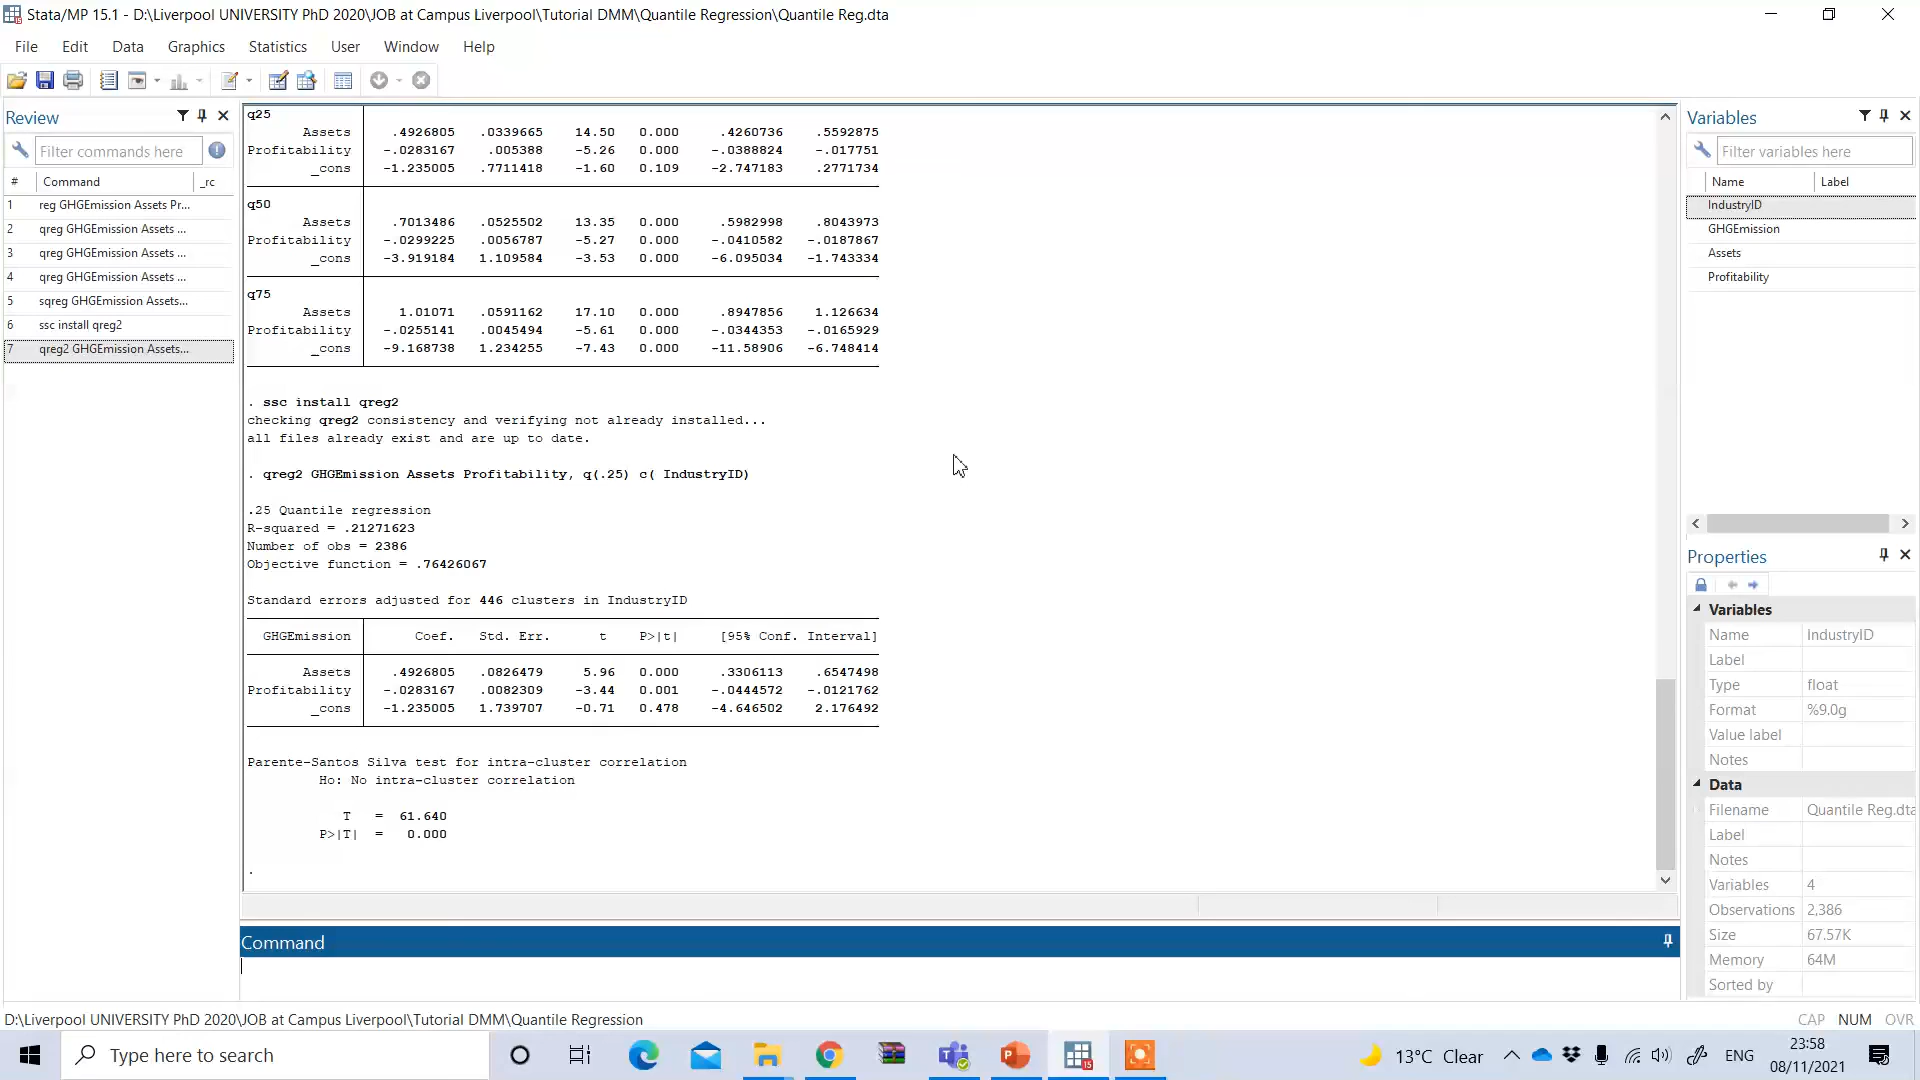 Stata/MP 15.1 - D:\Liverpool UNIVERSITY PhD 2020\JOB at Campus Liverpool\Tutorial DMM\Quantile Regression\Quantile Reg.dta
File Edit Data Graphics Statistics User Window Help
Review
Filter commands here
# Command _rc
1 reg GHGEmission Assets Pr...
2 qreg GHGEmission Assets ...
3 qreg GHGEmission Assets ...
4 qreg GHGEmission Assets ...
5 sqreg GHGEmission Assets...
6 ssc install qreg2
7 qreg2 GHGEmission Assets...
q25
Assets .4926805 .0339665 14.50 0.000 .4260736 .5592875
Profitability -.0283167 .005388 -5.26 0.000 -.0388824 -.017751
_cons -1.235005 .7711418 -1.60 0.109 -2.747183 .2771734
q50
Assets .7013486 .0525502 13.35 0.000 .5982998 .8043973
Profitability -.0299225 .0056787 -5.27 0.000 -.0410582 -.0187867
_cons -3.919184 1.109584 -3.53 0.000 -6.095034 -1.743334
q75
Assets 1.01071 .0591162 17.10 0.000 .8947856 1.126634
Profitability -.0255141 .0045494 -5.61 0.000 -.0344353 -.0165929
_cons -9.168738 1.234255 -7.43 0.000 -11.58906 -6.748414
. ssc install qreg2
checking qreg2 consistency and verifying not already installed...
all files already exist and are up to date.
. qreg2 GHGEmission Assets Profitability, q(.25) c( IndustryID)
.25 Quantile regression
R-squared = .21271623
Number of obs = 2386
Objective function = .76426067
Standard errors adjusted for 446 clusters in IndustryID
GHGEmission Coef. Std. Err. t P>|t| [95% Conf. Interval]
Assets .4926805 .0826479 5.96 0.000 .3306113 .6547498
Profitability -.0283167 .0082309 -3.44 0.001 -.0444572 -.0121762
_cons -1.235005 1.739707 -0.71 0.478 -4.646502 2.176492
Parente-Santos Silva test for intra-cluster correlation
Ho: No intra-cluster correlation
T = 61.640
P>|T| = 0.000
.
Command
Variables
Filter variables here
Name Label
IndustryID
GHGEmission
Assets
Profitability
Properties
Variables
Name IndustryID
Label
Type float
Format %9.0g
Value label
Notes
Data
Filename Quantile Reg.dta
Label
Notes
Variables 4
Observations 2,386
Size 67.57K
Memory 64M
Sorted by
D:\Liverpool UNIVERSITY PhD 2020\JOB at Campus Liverpool\Tutorial DMM\Quantile Regression
CAP NUM OVR
Type here to search
13°C Clear
ENG
23:58
08/11/2021